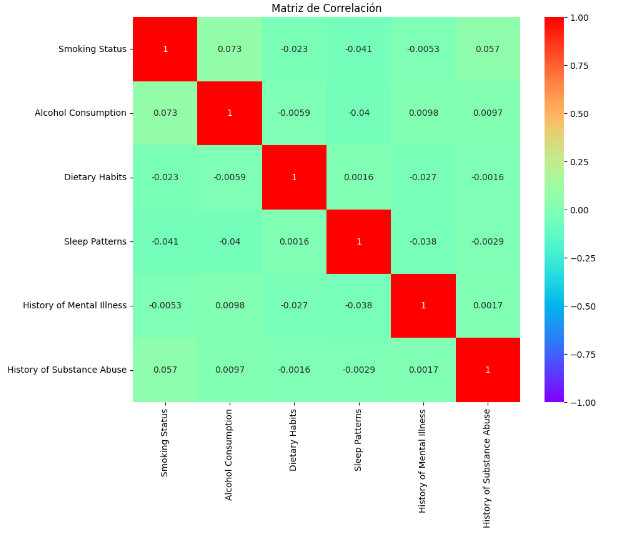 Matriz de Correlación
Smoking Status 1 0.073 -0.023 -0.041 -0.0053 0.057
Alcohol Consumption 0.073 1 -0.0059 -0.04 0.0098 0.0097
Dietary Habits -0.023 -0.0059 1 0.0016 -0.027 -0.0016
Sleep Patterns -0.041 -0.04 0.0016 1 -0.038 -0.0029
History of Mental Illness -0.0053 0.0098 -0.027 -0.038 1 0.0017
History of Substance Abuse 0.057 0.0097 -0.0016 -0.0029 0.0017 1
Smoking Status
Alcohol Consumption
Dietary Habits
Sleep Patterns
History of Mental Illness
History of Substance Abuse
1.00
0.75
0.50
0.25
0.00
−0.25
−0.50
−0.75
−1.00